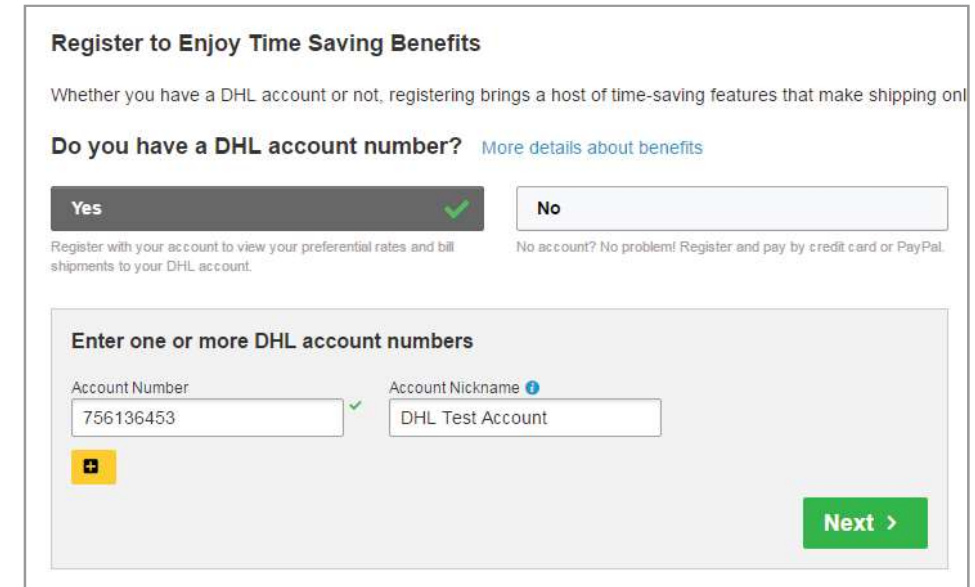 Register to Enjoy Time Saving Benefits
Whether you have a DHL account or not, registering brings a host of time-saving features that make shipping onl
Do you have a DHL account number? More details about benefits
Yes
No
Register with your account to view your preferential rates and bill
shipments to your DHL account.
No account? No problem! Register and pay by credit card or PayPal.
Enter one or more DHL account numbers
Account Number
Account Nickname
756136453
DHL Test Account
Next